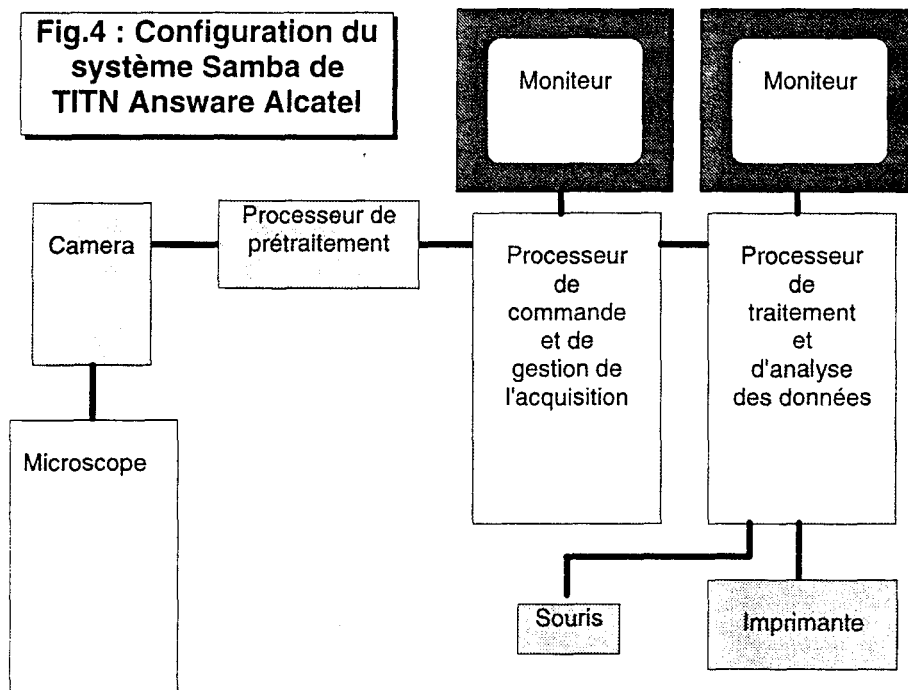 Fig.4 : Configuration du
système Samba de
TITN Answare Alcatel
Moniteur
Moniteur
Camera
Processeur de
prétraitement
Processeur
de
commande
et de
gestion de
l'acquisition
Processeur
de
traitement
et
d'analyse
des données
Microscope
Souris
Imprimante